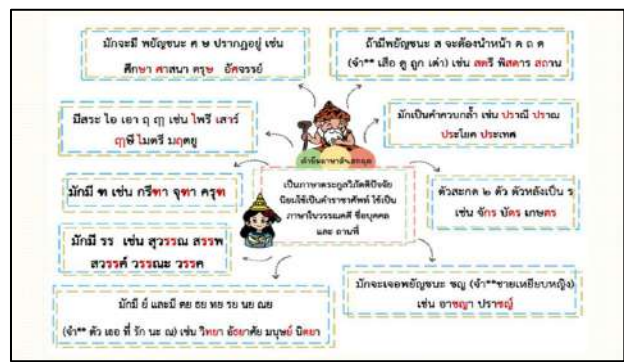 มักจะมี พยัญชนะ ศ ษ ปรากฏอยู่ เช่น
ศึกษา ศาสนา ครุษ อัศจรรย์
ถ้ามีพยัญชนะ ส จะต้องนำหน้า ต ถ ท
(จำ** เสือ ดู ถูก เต่า) เช่น สตรี พิสดาร สถาน
มีสระ ไอ เอา ฤ ฤๅ เช่น ไพรี เสาร์
ฤๅษี ไมตรี มฤตยู
มักเป็นคำควบกล้ำ เช่น ปราณี ปราณ
ประโยค ประเทศ
คำยืมภาษาสันสกฤต
เป็นภาษาตระกูลวิภัตติปัจจัย
นิยมใช้เป็นคำราชาศัพท์ ใช้เป็น
ภาษาในวรรณคดี ชื่อบุคคล
และ ถานที่
มักมี ฑ เช่น กรีฑา จุฑา ครุฑ
ตัวสะกด ๒ ตัว ตัวหลังเป็น ร
เช่น จักร บัตร เกษตร
มักมี รร เช่น สุวรรณ สรรพ
สวรรค์ วรรณะ วรรค
มักจะเจอพยัญชนะ ชญ (จำ**ชายเหยียบหญิง)
เช่น อาชญา ปราชญ์
มักมี ย์ และมี ตย ธย ทย รย นย ณย
(จำ** ตัว เธอ ที่ รัก นะ ณ) เช่น วิทยา อัธยาศัย มนุษย์ นิตยา